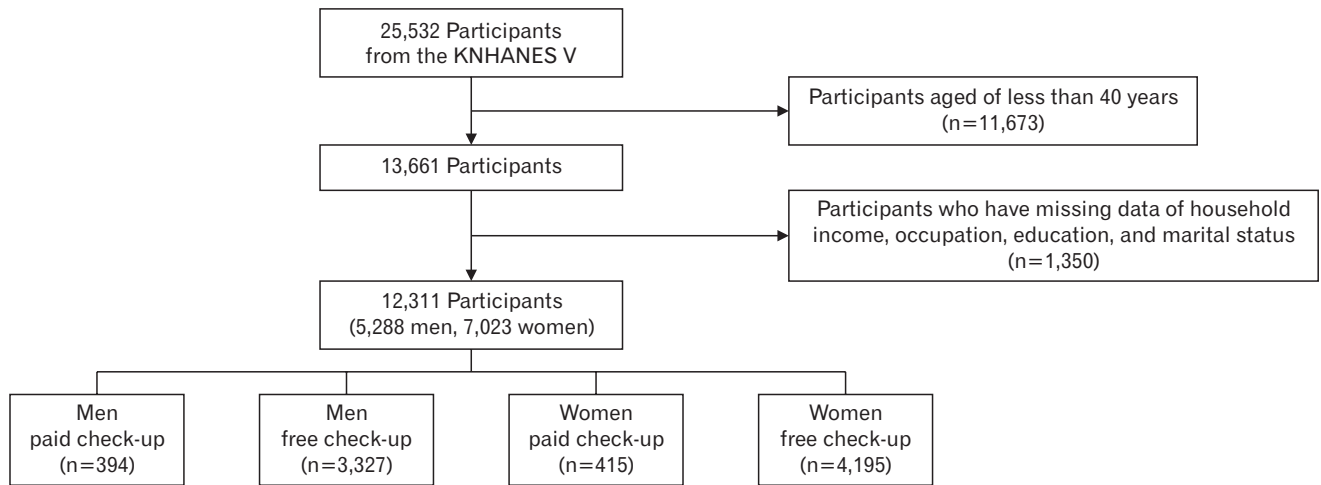 25,532 Participants
from the KNHANES V
Participants aged of less than 40 years
(n=11,673)
13,661 Participants
Participants who have missing data of household
income, occupation, education, and marital status
(n=1,350)
12,311 Participants
(5,288 men, 7,023 women)
Men
paid check-up
(n=394)
Men
free check-up
(n=3,327)
Women
paid check-up
(n=415)
Women
free check-up
(n=4,195)